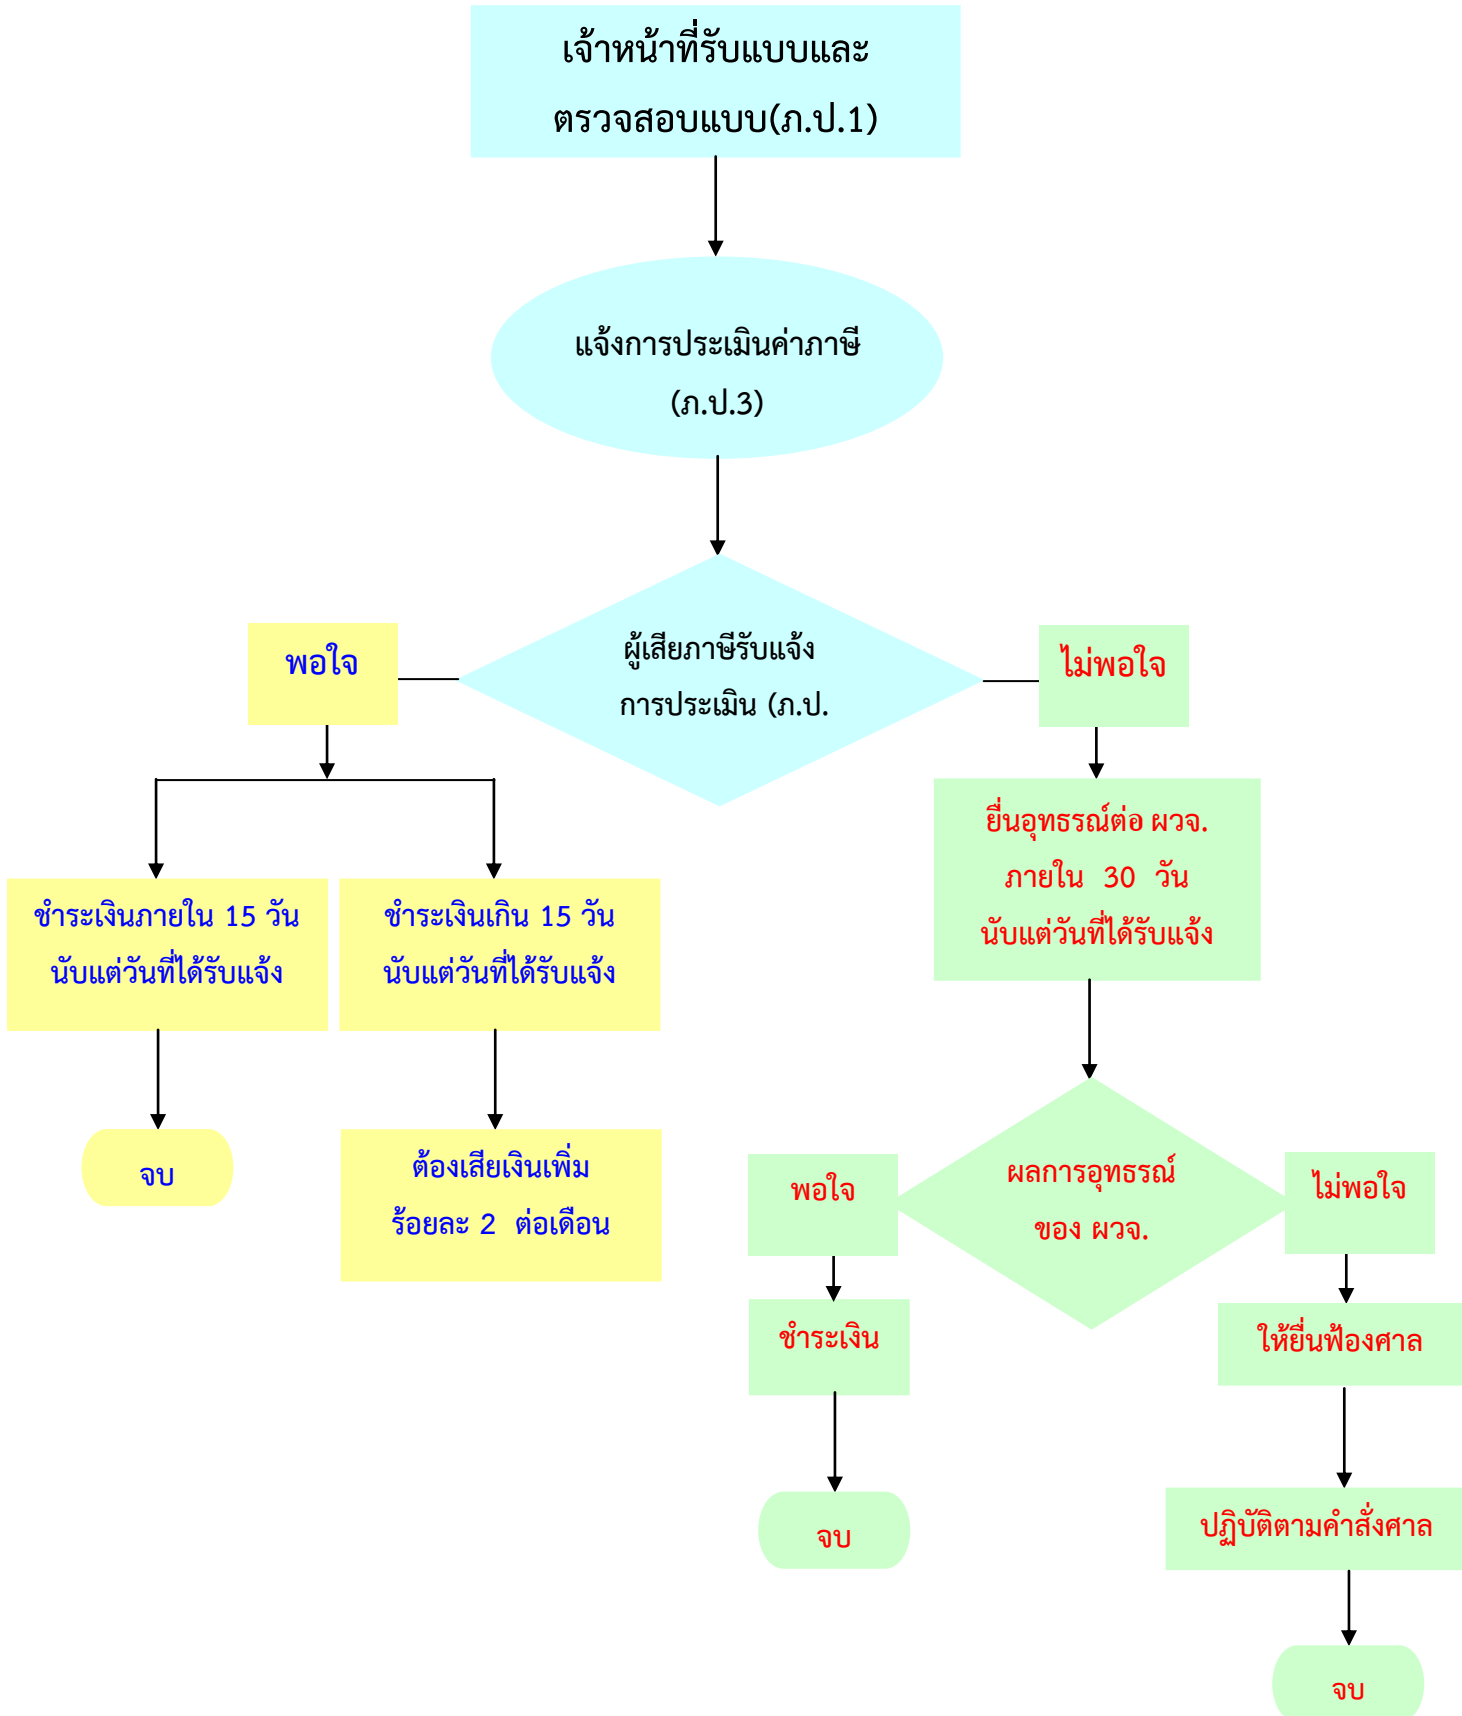 เจ้าหน้าที่รับแบบและ
ตรวจสอบแบบ(ภ.ป.1)
แจ้งการประเมินค่าภาษี
(ภ.ป.3)
ผู้เสียภาษีรับแจ้ง
การประเมิน (ภ.ป.
พอใจ
ไม่พอใจ
ชำระเงินภายใน 15 วัน
นับแต่วันที่ได้รับแจ้ง
ชำระเงินเกิน 15 วัน
นับแต่วันที่ได้รับแจ้ง
ยื่นอุทธรณ์ต่อ ผวจ.
ภายใน 30 วัน
นับแต่วันที่ได้รับแจ้ง
จบ
ต้องเสียเงินเพิ่ม
ร้อยละ 2 ต่อเดือน
ผลการอุทธรณ์
ของ ผวจ.
พอใจ
ไม่พอใจ
ชำระเงิน
ให้ยื่นฟ้องศาล
จบ
ปฏิบัติตามคำสั่งศาล
จบ